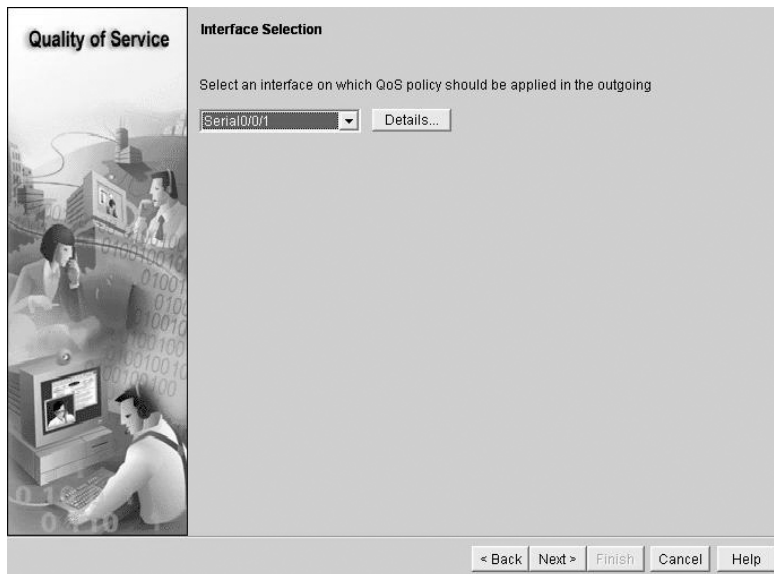 Quality of Service
Interface Selection
Select an interface on which QoS policy should be applied in the outgoing
Serial0/0/1
Details...
< Back
Next >
Finish
Cancel
Help